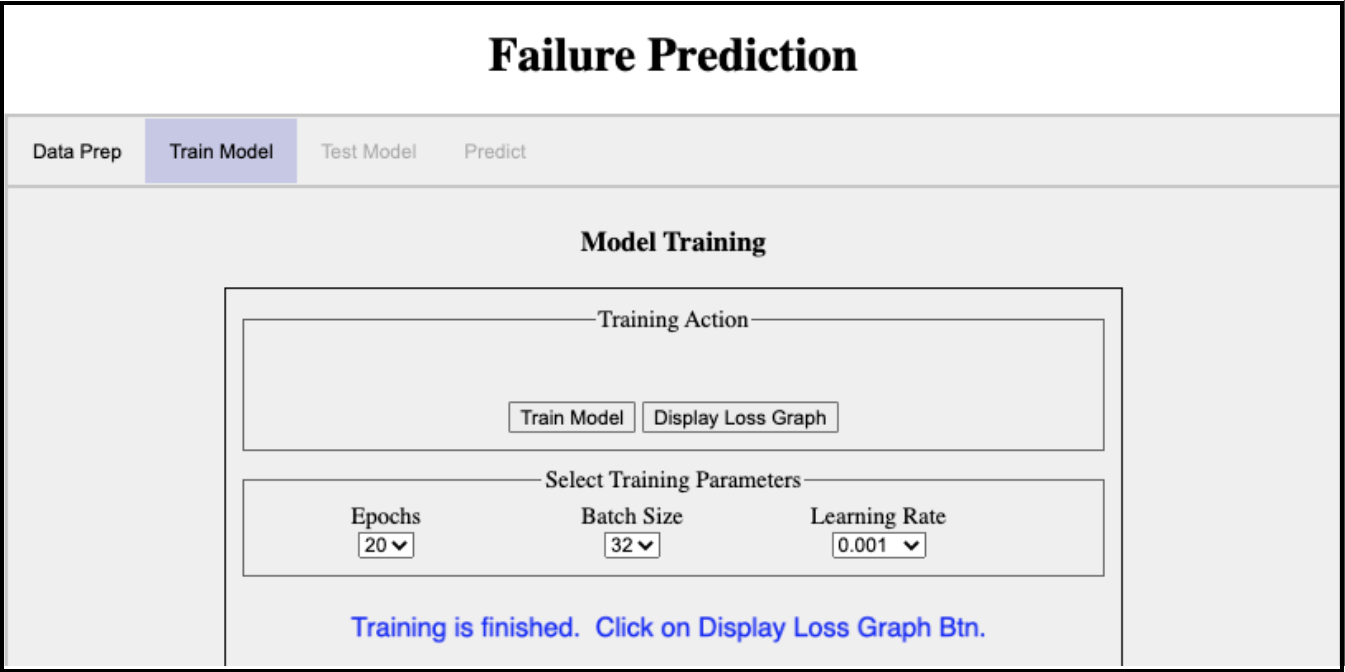 Failure Prediction
Data Prep Train Model Test Model Predict
Model Training
Training Action
Train Model Display Loss Graph
Select Training Parameters
Epochs Batch Size Learning Rate
20 32 0.001
Training is finished. Click on Display Loss Graph Btn.